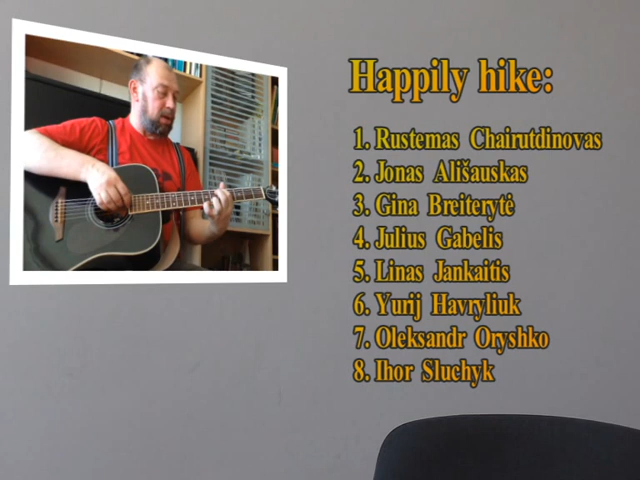 Happily hike:
1. Rustemas Chairutdinovas
2. Jonas Ališauskas
3. Gina Breiterytė
4. Julius Gabelis
5. Linas Jankaitis
6. Yurij Havryliuk
7. Oleksandr Oryshko
8. Ihor Sluchyk